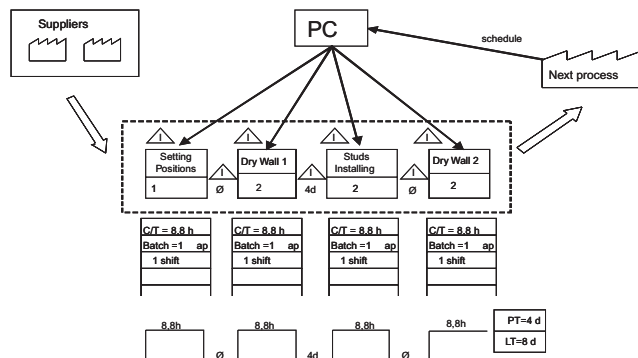 Suppliers
PC
schedule
Next process
I
I
I
I
Setting
Positions
1
I
Ø
Dry Wall 1
2
I
4d
Studs
Installing
2
I
Ø
Dry Wall 2
2
C/T = 8.8 h
Batch =1 ap
1 shift
C/T = 8.8 h
Batch =1 ap
1 shift
C/T = 8.8 h
Batch =1 ap
1 shift
C/T = 8.8 h
Batch =1 ap
1 shift
8,8h
Ø
8,8h
4d
8,8h
Ø
8,8h
PT=4 d
LT=8 d